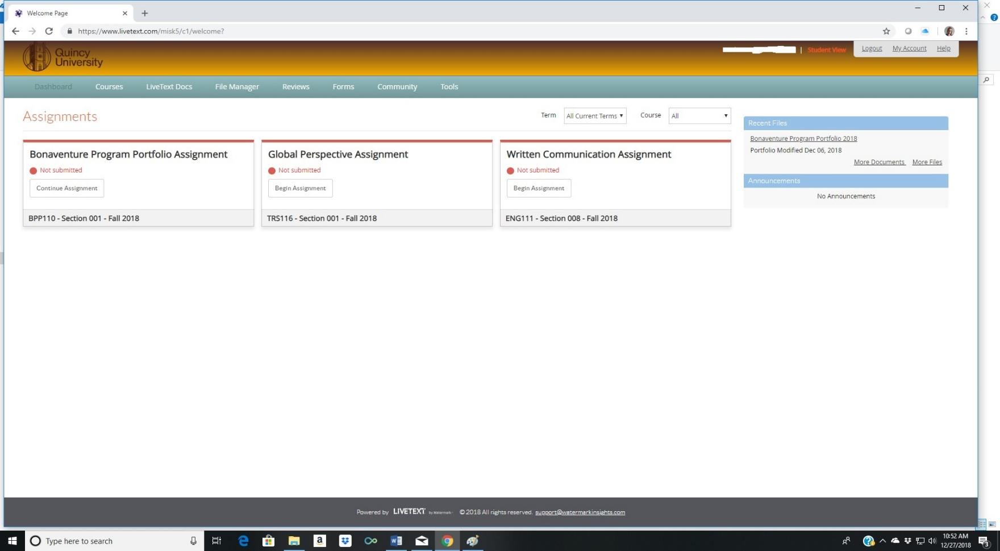 Welcome Page
https://www.livetext.com/misk5/c1/welcome?
Quincy
University
| Student View
Logout My Account Help
Dashboard Courses LiveText Docs File Manager Reviews Forms Community Tools
Assignments
Term All Current Terms Course All
Bonaventure Program Portfolio Assignment
Not submitted
Continue Assignment
BPP110 - Section 001 - Fall 2018
Global Perspective Assignment
Not submitted
Begin Assignment
TRS116 - Section 001 - Fall 2018
Written Communication Assignment
Not submitted
Begin Assignment
ENG111 - Section 008 - Fall 2018
Recent Files
Bonaventure Program Portfolio 2018
Portfolio Modified Dec 06, 2018
More Documents More Files
Announcements
No Announcements
Powered by LIVETEXT by Watermark © 2018 All rights reserved. support@watermarkinsights.com
Type here to search
10:52 AM
12/27/2018
3